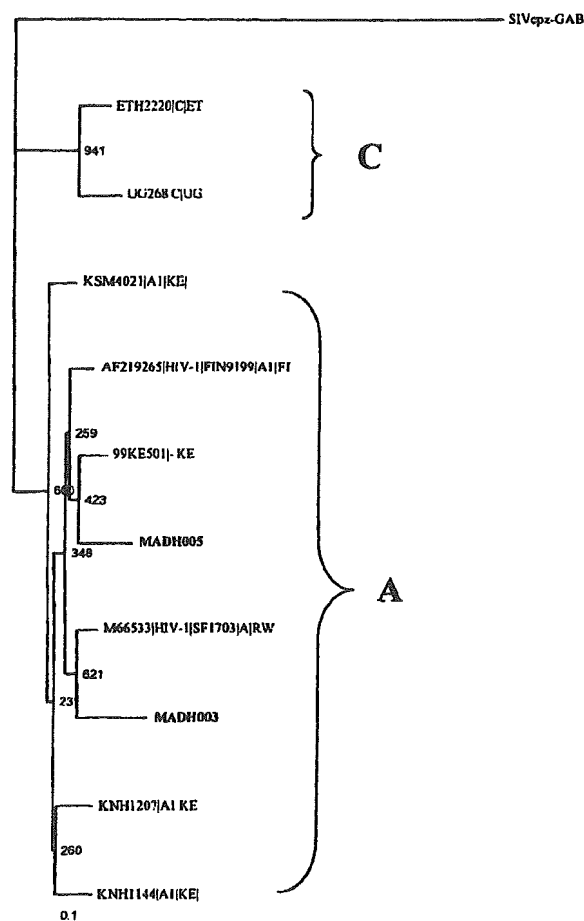 SIVcpz-GAB
ETH2220|C|ET
941
C
UG268 C|UG
KSM4021|A1|KE|
AF219265|HIV-1|FIN9199|A1|FI
259
99KE501|- KE
423
MADH005
348
A
M66533|HIV-1|SF1703|A|RW
621
23
MADH003
KNH1207|A1 KE
260
KNH1144|A1|KE|
0.1